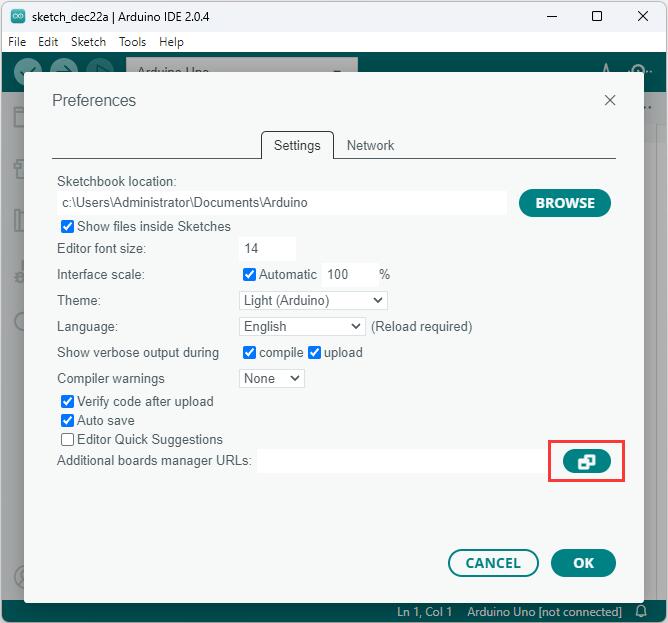 sketch_dec22a | Arduino IDE 2.0.4
File Edit Sketch Tools Help
Arduino Uno
Preferences
Settings Network
Sketchbook location:
c:\Users\Administrator\Documents\Arduino
BROWSE
Show files inside Sketches
Editor font size: 14
Interface scale: Automatic 100 %
Theme: Light (Arduino)
Language: English (Reload required)
Show verbose output during compile upload
Compiler warnings None
Verify code after upload
Auto save
Editor Quick Suggestions
Additional boards manager URLs:
CANCEL OK
Ln 1, Col 1 Arduino Uno [not connected]